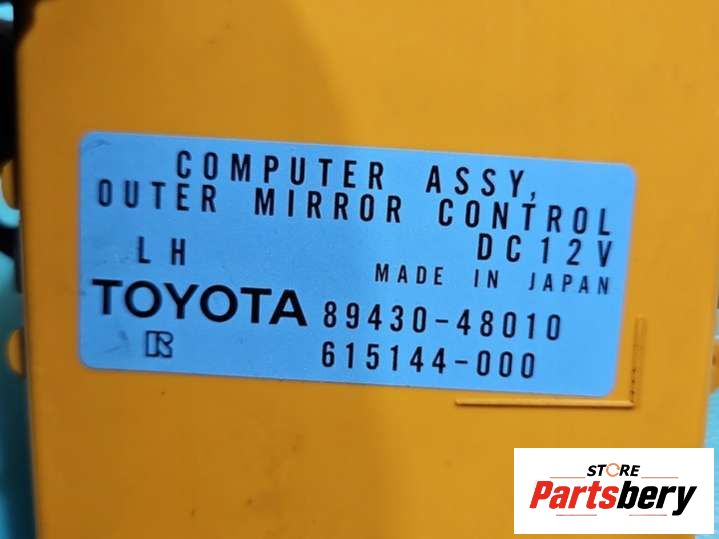 COMPUTER ASSY,
OUTER MIRROR CONTROL
LH DC12V
MADE IN JAPAN
TOYOTA 89430-48010
615144-000
STORE
Partsbery